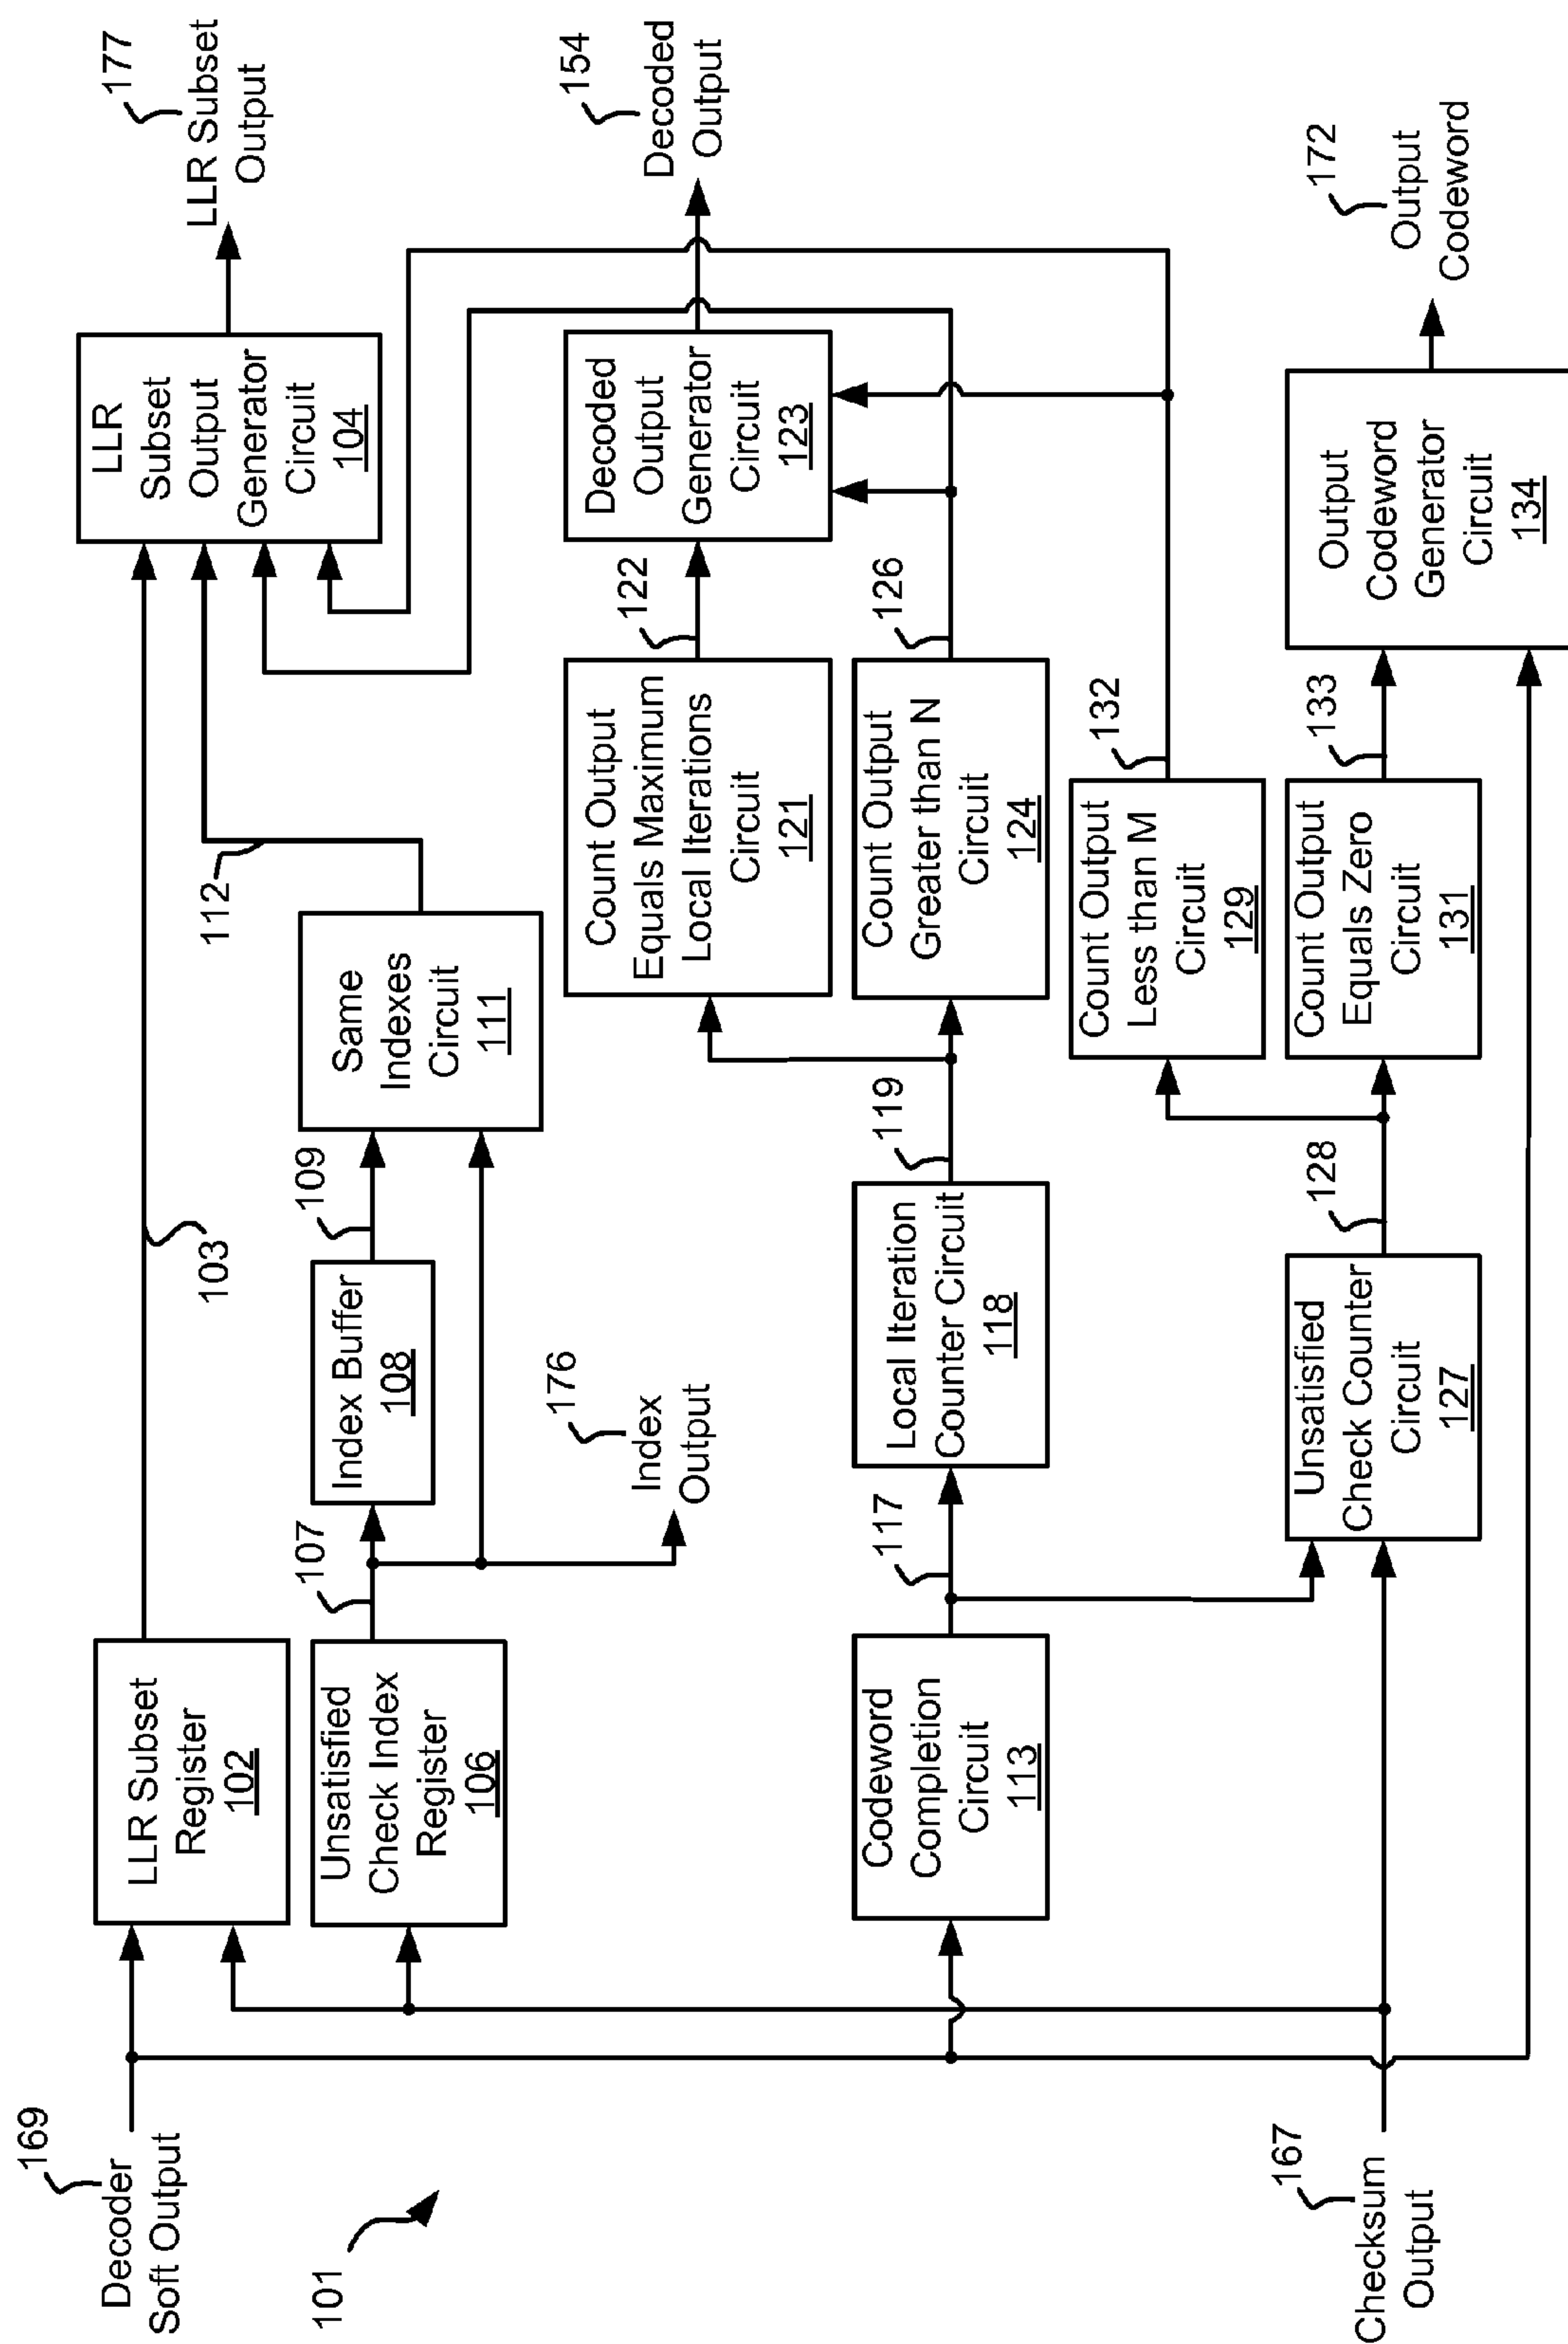 169
Decoder
Soft Output
101
167
Checksum
Output
LLR Subset
Register
102
Unsatisfied
Check Index
Register
106
Codeword
Completion
Circuit
113
103
107
Index Buffer
108
109
176
Index
Output
117
Local Iteration
Counter Circuit
118
119
Unsatisfied
Check Counter
Circuit
127
128
Same
Indexes
Circuit
111
112
Count Output
Equals Maximum
Local Iterations
Circuit
121
122
Count Output
Greater than N
Circuit
124
126
Count Output
Less than M
Circuit
129
132
Count Output
Equals Zero
Circuit
131
133
LLR
Subset
Output
Generator
Circuit
104
Decoded
Output
Generator
Circuit
123
Output
Codeword
Generator
Circuit
134
177
LLR Subset
Output
154
Decoded
Output
172
Output
Codeword